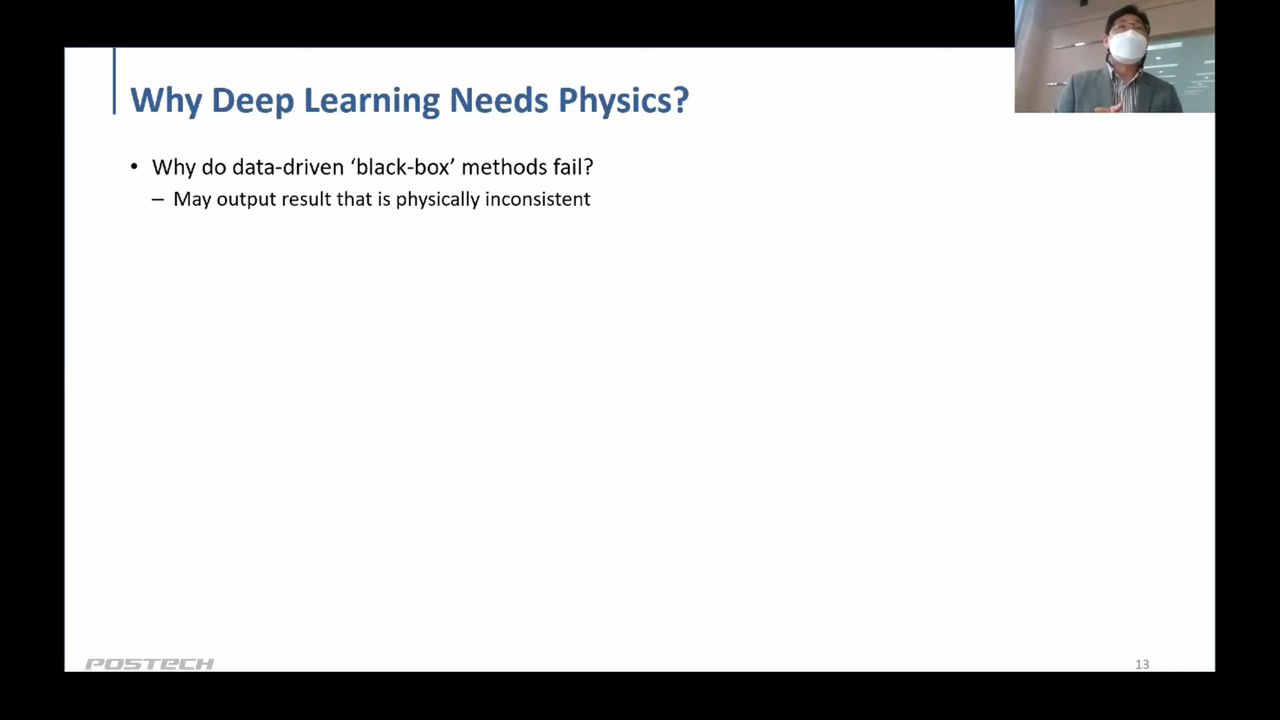 Why Deep Learning Needs Physics?
• Why do data-driven ‘black-box’ methods fail?
– May output result that is physically inconsistent
POSTECH
13